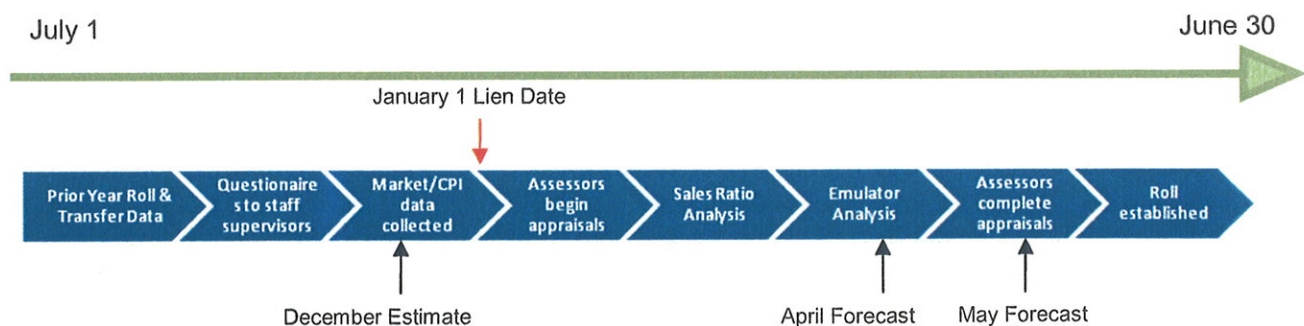 July 1
June 30
January 1 Lien Date
Prior Year Roll &
Transfer Data
Questionaire
s to staff
supervisors
Market/CPI
data
collected
Assessors
begin
appraisals
Sales Ratio
Analysis
Emulator
Analysis
Assessors
complete
appraisals
Roll
established
December Estimate
April Forecast
May Forecast